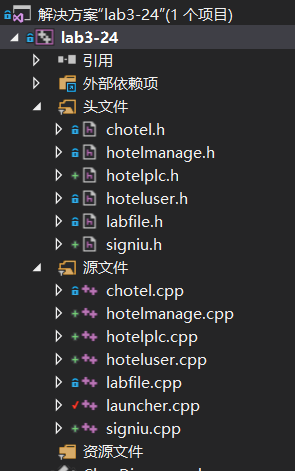 解决方案"lab3-24"(1 个项目)
lab3-24
引用
外部依赖项
头文件
chotel.h
hotelmanage.h
hotelplc.h
hoteluser.h
labfile.h
signiu.h
源文件
chotel.cpp
hotelmanage.cpp
hotelplc.cpp
hoteluser.cpp
labfile.cpp
launcher.cpp
signiu.cpp
资源文件